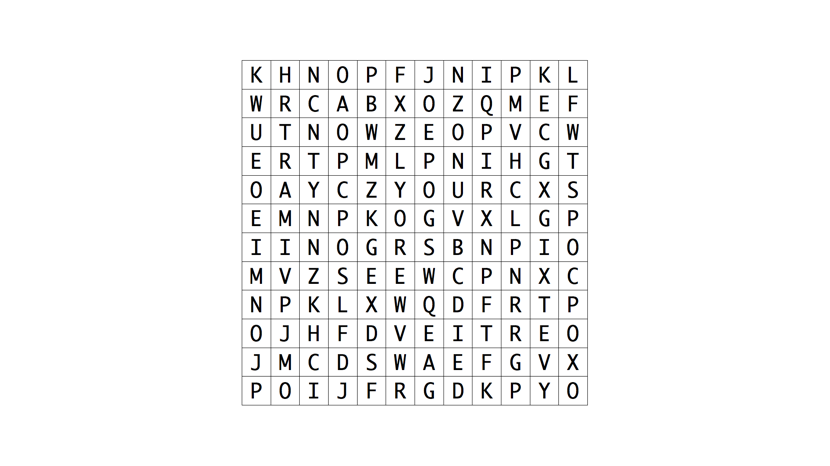 K H N O P F J N I P K L
W R C A B X O Z Q M E F
U T N O W Z E O P V C W
E R T P M L P N I H G T
O A Y C Z Y O U R C X S
E M N P K O G V X L G P
I I N O G R S B N P I O
M V Z S E E W C P N X C
N P K L X W Q D F R T P
O J H F D V E I T R E O
J M C D S W A E F G V X
P O I J F R G D K P Y O